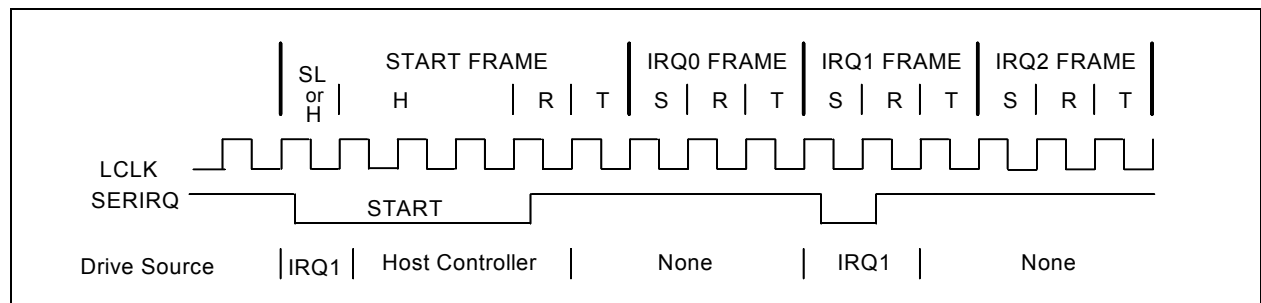 START FRAME IRQ0 FRAME IRQ1 FRAME IRQ2 FRAME
SL
or
H
H R T S R T S R T S R T
LCLK
SERIRQ
START
Drive Source IRQ1 Host Controller None IRQ1 None